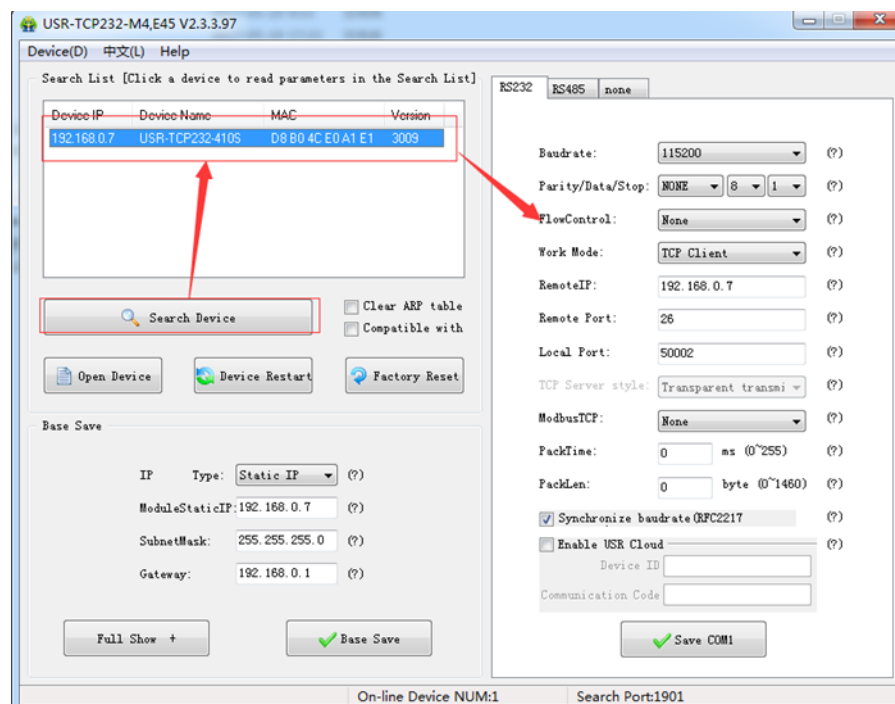 USR-TCP232-M4,E45 V2.3.3.97
Device(D) 中文(L) Help
Search List [Click a device to read parameters in the Search List]
Device IP Device Name MAC Version
192.168.0.7 USR-TCP232-410S D8 B0 4C E0 A1 E1 3009
Search Device
Clear ARP table
Compatible with
Open Device
Device Restart
Factory Reset
Base Save
IP Type: Static IP (?)
ModuleStaticIP: 192.168.0.7 (?)
SubnetMask: 255.255.255.0 (?)
Gateway: 192.168.0.1 (?)
Full Show +
Base Save
RS232 RS485 none
Baudrate: 115200 (?)
Parity/Data/Stop: NONE 8 1 (?)
FlowControl: None (?)
Work Mode: TCP Client (?)
RemoteIP: 192.168.0.7 (?)
Remote Port: 26 (?)
Local Port: 50002 (?)
TCP Server style: Transparent transmi (?)
ModbusTCP: None (?)
PackTime: 0 ms (0~255) (?)
PackLen: 0 byte (0~1460) (?)
Synchronize baudrate(RFC2217 (?)
Enable USR Cloud (?)
Device ID
Communication Code
Save COM1
On-line Device NUM:1 Search Port:1901